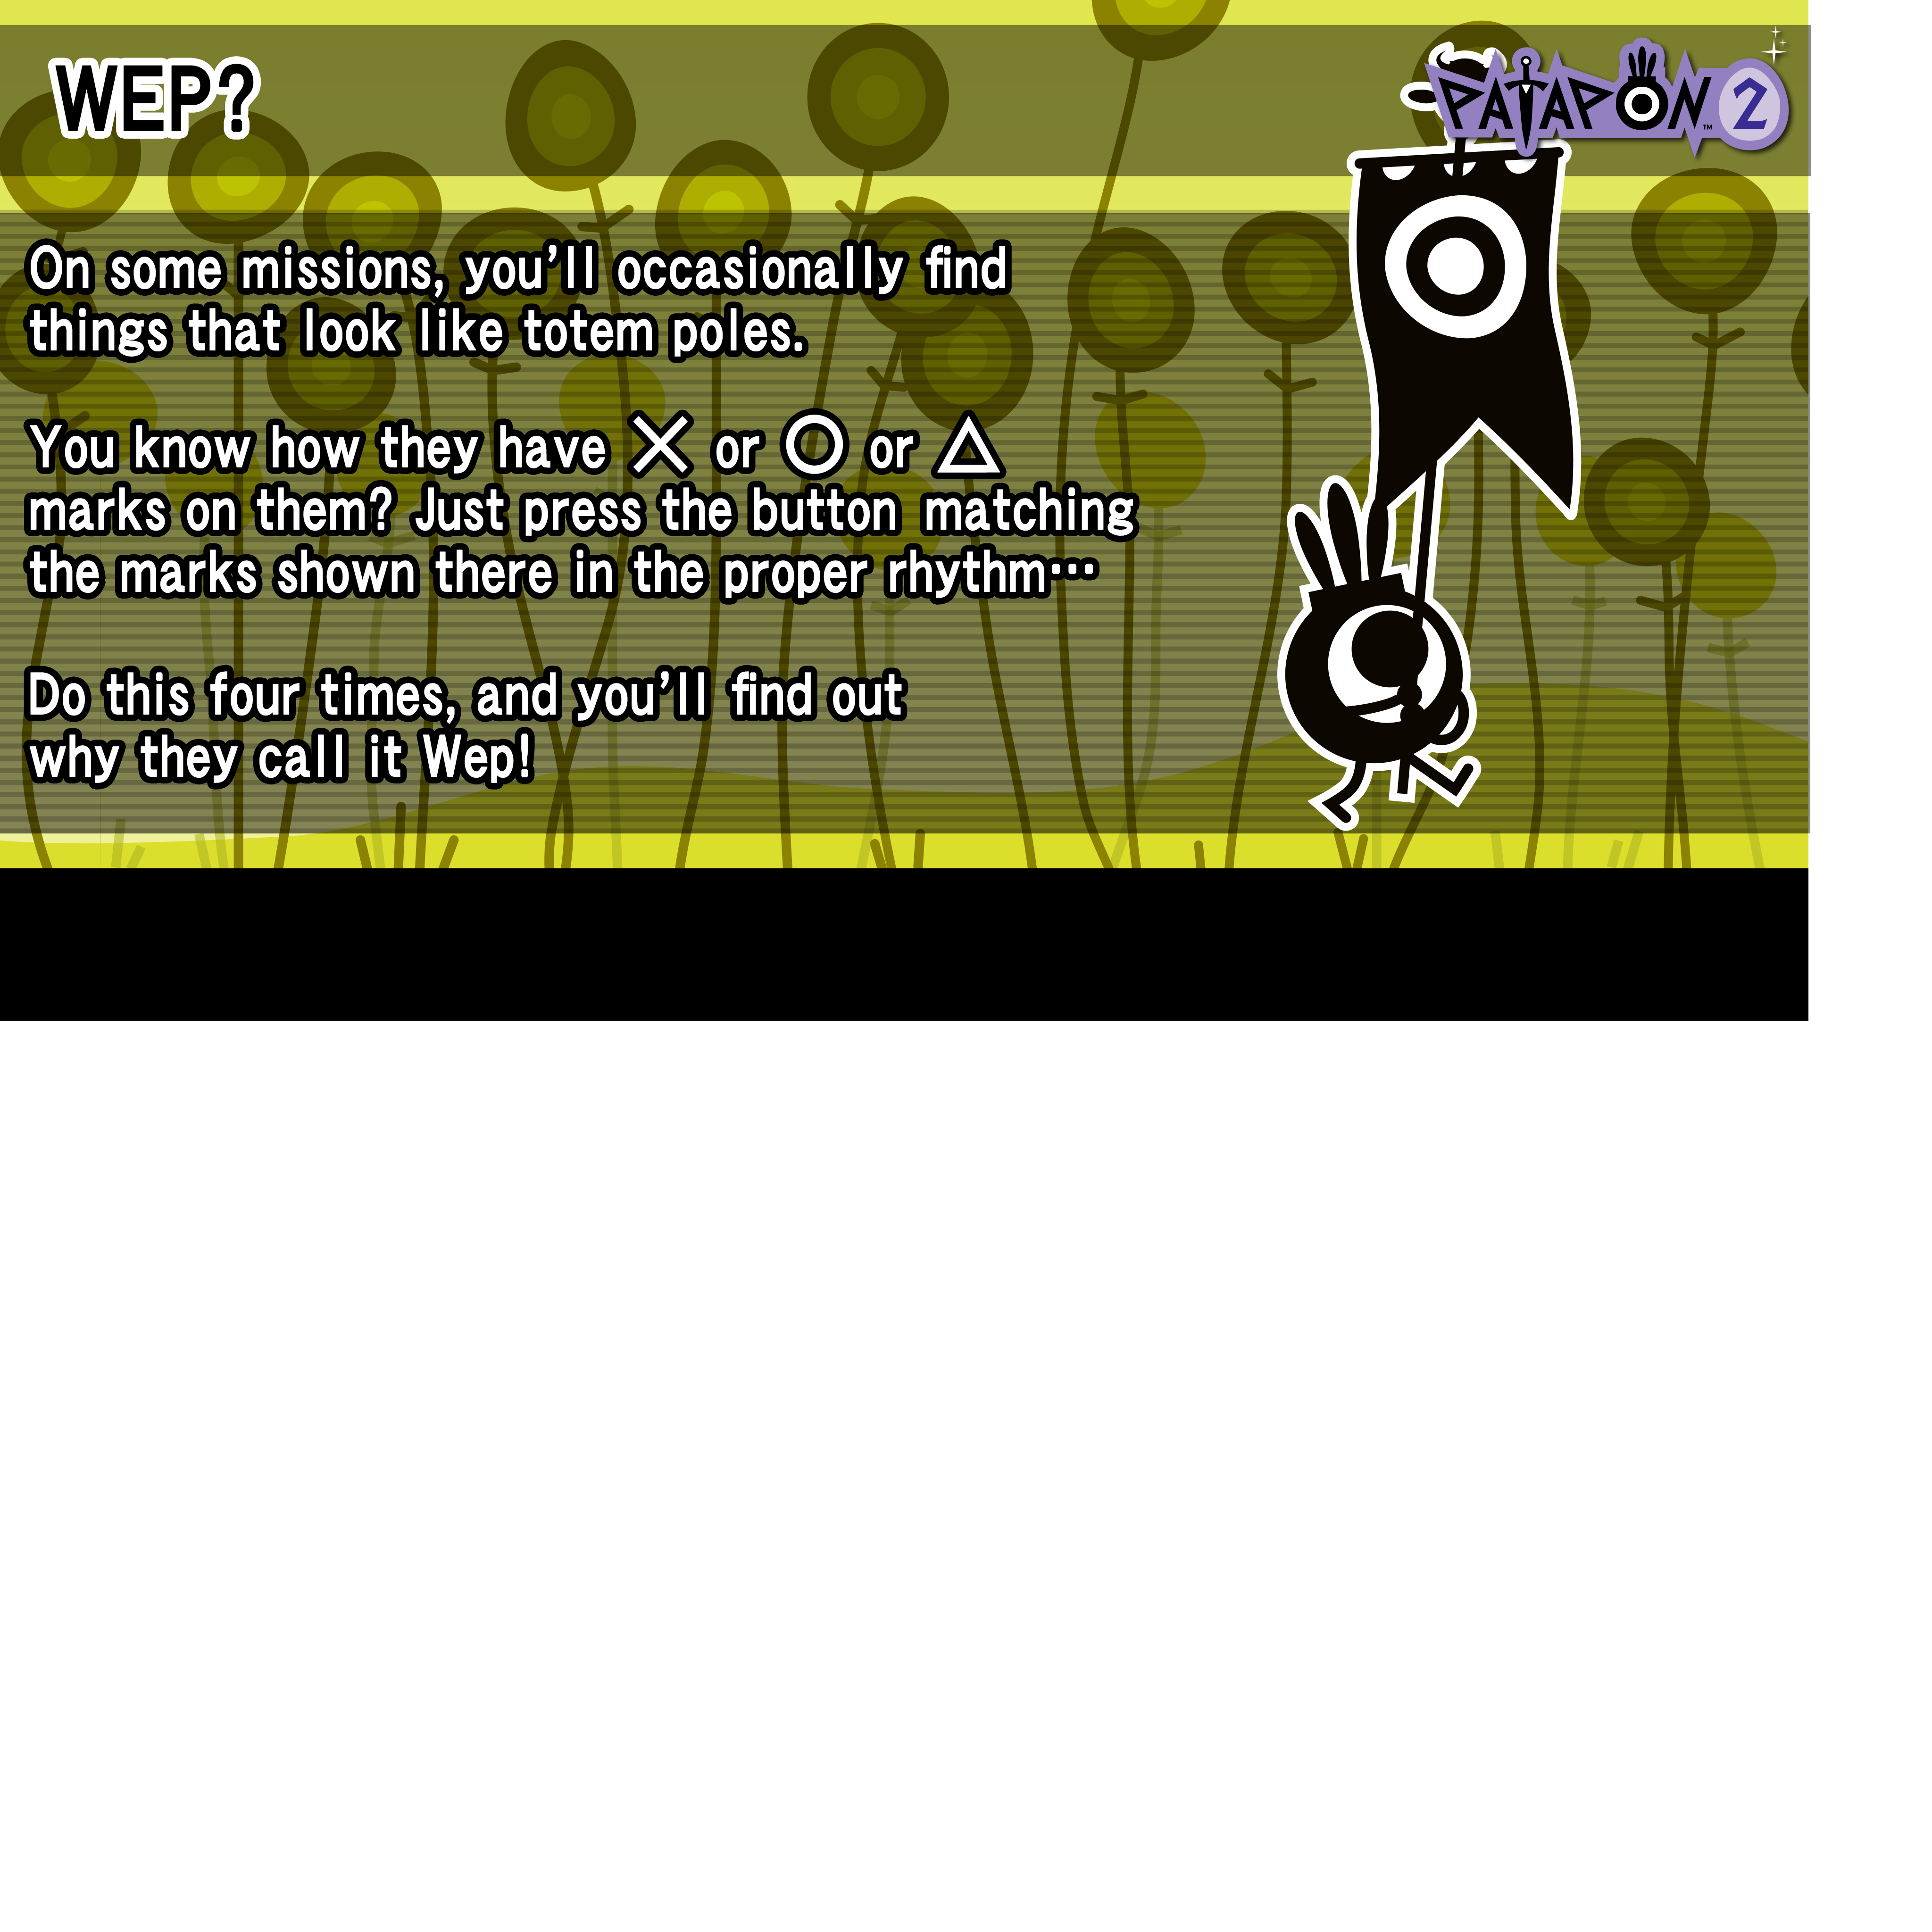 WEP?
PATAPON™ 2
On some missions, you'll occasionally find
things that look like totem poles.
You know how they have ✕ or ○ or △
marks on them? Just press the button matching
the marks shown there in the proper rhythm…
Do this four times, and you'll find out
why they call it Wep!